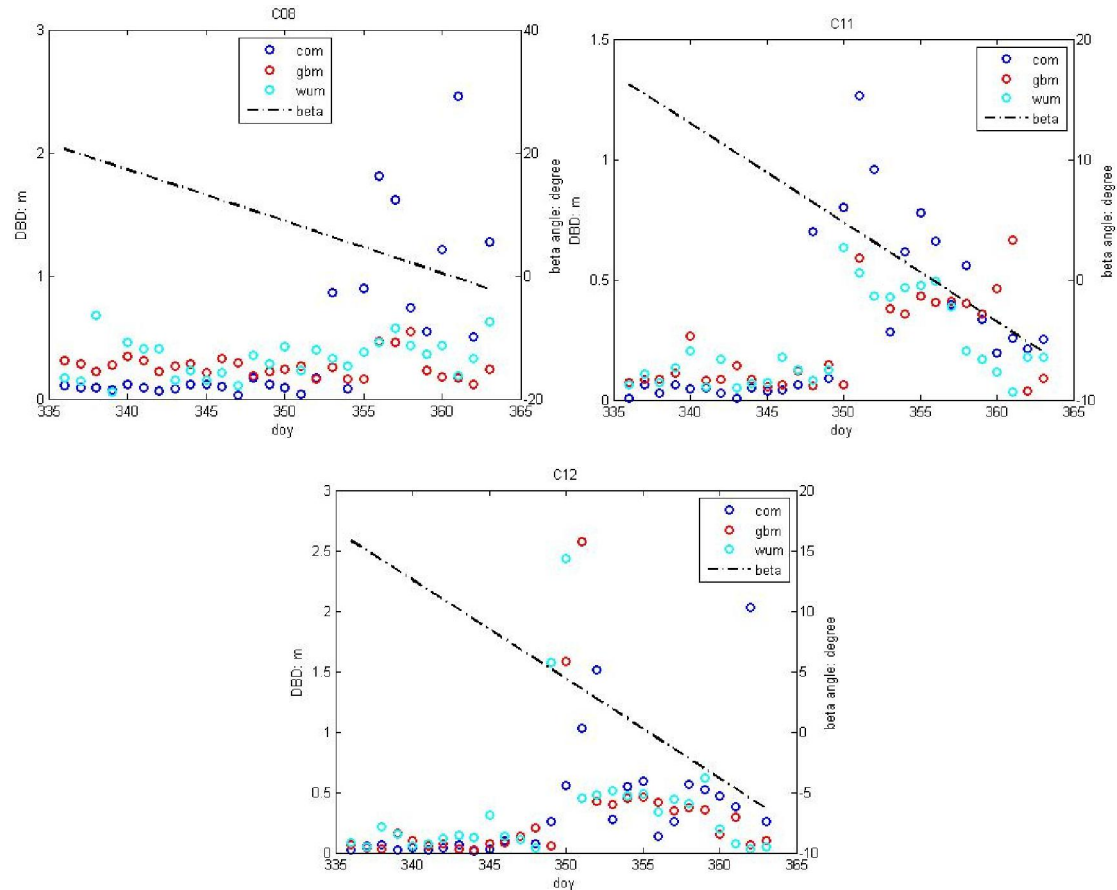 C08
3
40
com
gbm
wum
beta
2
20
DBD: m
beta angle: degree
1
0
0
-20
335 340 345 350 355 360 365
doy
C11
1.5
20
com
gbm
wum
beta
1
10
DBD: m
beta angle: degree
0.5
0
0
-10
335 340 345 350 355 360 365
doy
C12
3
20
com
gbm
wum
beta
2.5
15
2
10
DBD: m
beta angle: degree
1.5
5
1
0
0.5
-5
0
-10
335 340 345 350 355 360 365
doy